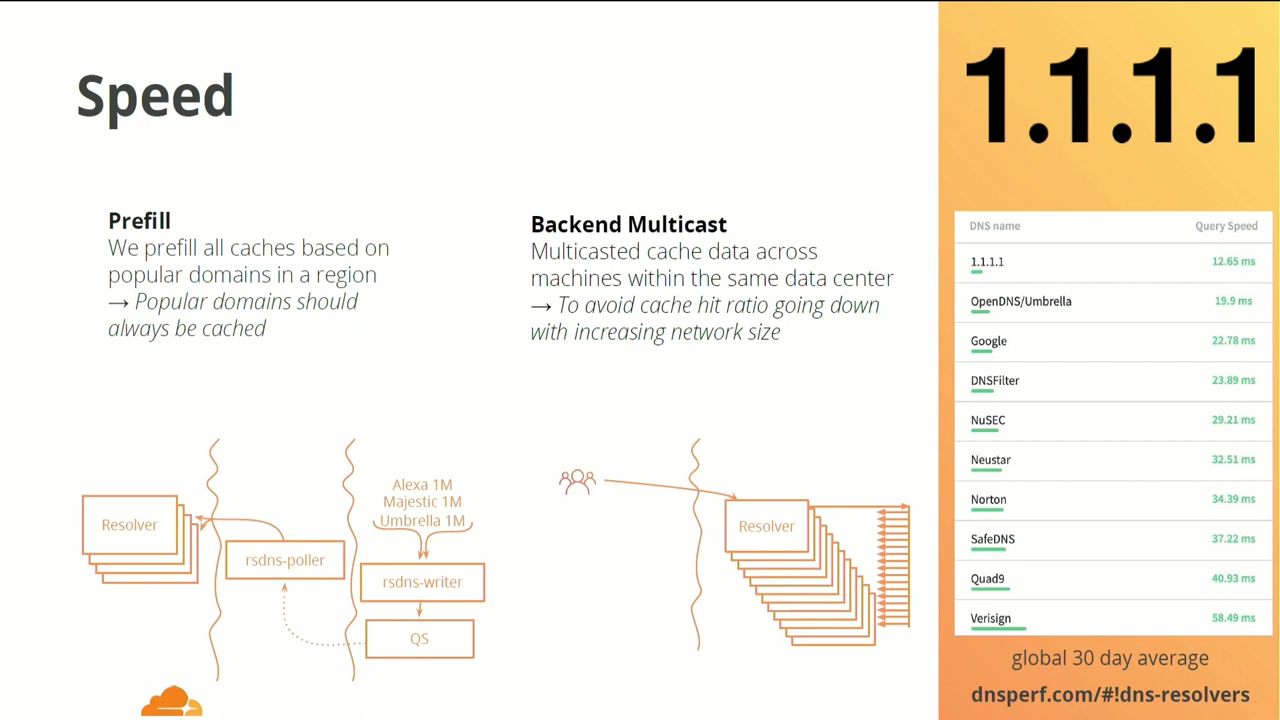 Speed
Prefill
We prefill all caches based on
popular domains in a region
→ Popular domains should
always be cached
Backend Multicast
Multicasted cache data across
machines within the same data center
→ To avoid cache hit ratio going down
with increasing network size
Resolver
rsdns-poller
Alexa 1M
Majestic 1M
Umbrella 1M
rsdns-writer
QS
Resolver
1.1.1.1
DNS name Query Speed
1.1.1.1 12.65 ms
OpenDNS/Umbrella 19.9 ms
Google 22.78 ms
DNSFilter 23.89 ms
NuSEC 29.21 ms
Neustar 32.51 ms
Norton 34.39 ms
SafeDNS 37.22 ms
Quad9 40.93 ms
Verisign 58.49 ms
global 30 day average
dnsperf.com/#!dns-resolvers